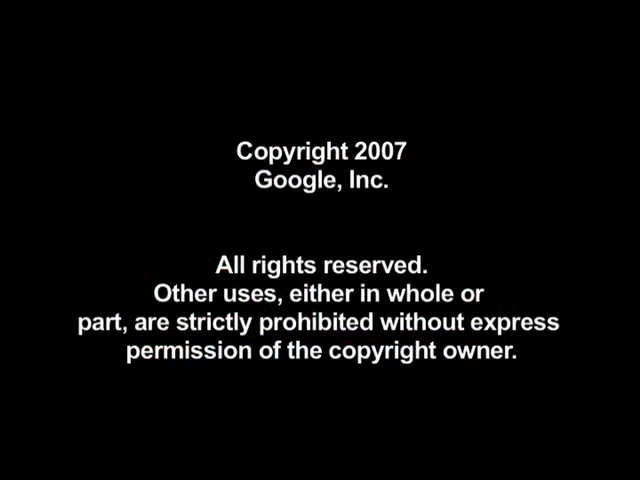 Copyright 2007
Google, Inc.
All rights reserved.
Other uses, either in whole or
part, are strictly prohibited without express
permission of the copyright owner.